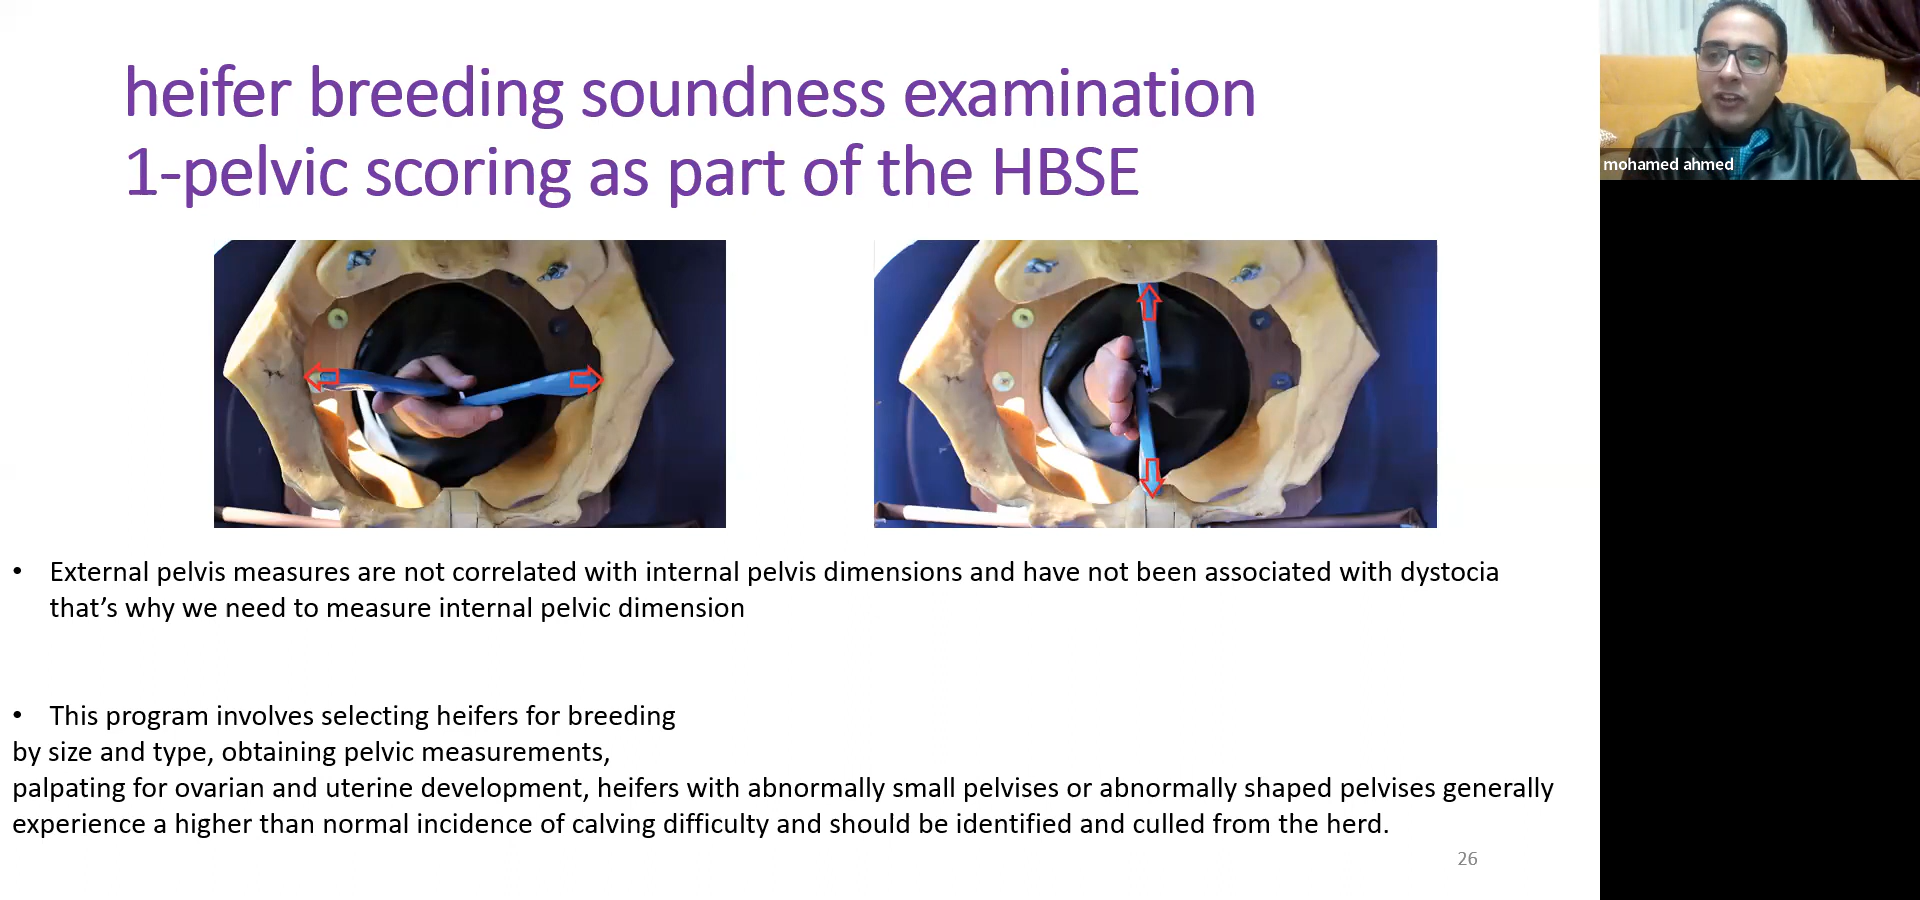 heifer breeding soundness examination
1-pelvic scoring as part of the HBSE
mohamed ahmed
• External pelvis measures are not correlated with internal pelvis dimensions and have not been associated with dystocia
that’s why we need to measure internal pelvic dimension
• This program involves selecting heifers for breeding
by size and type, obtaining pelvic measurements,
palpating for ovarian and uterine development, heifers with abnormally small pelvises or abnormally shaped pelvises generally
experience a higher than normal incidence of calving difficulty and should be identified and culled from the herd.
26